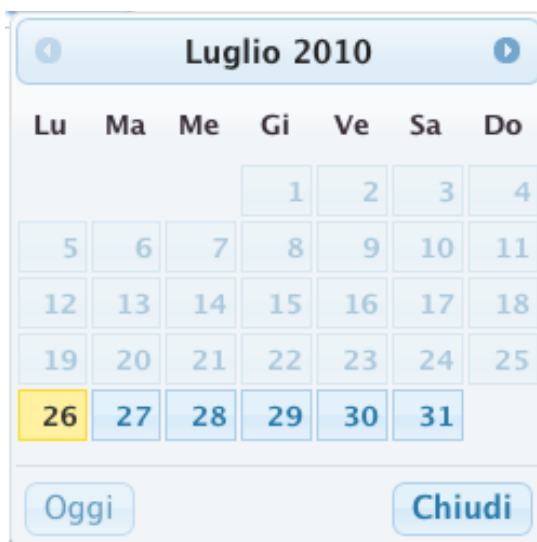 Luglio 2010
Lu Ma Me Gi Ve Sa Do
1 2 3 4
5 6 7 8 9 10 11
12 13 14 15 16 17 18
19 20 21 22 23 24 25
26 27 28 29 30 31
Oggi Chiudi